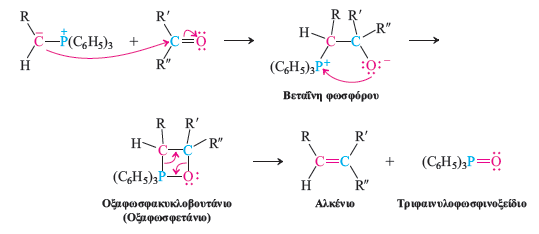 R R' R R'
C̄—P⁺(C₆H₅)₃ + C=Ö: H—C—C—R''
H R'' (C₆H₅)₃P⁺ :Ö:⁻
Βεταΐνη φωσφόρου
R R' R R'
H—C—C—R'' C=C + (C₆H₅)₃P=Ö:
(C₆H₅)₃P—Ö: H R''
Οξαφωσφακυκλοβουτάνιο Αλκένιο Τριφαινυλοφωσφινοξείδιο
(Οξαφωσφετάνιο)